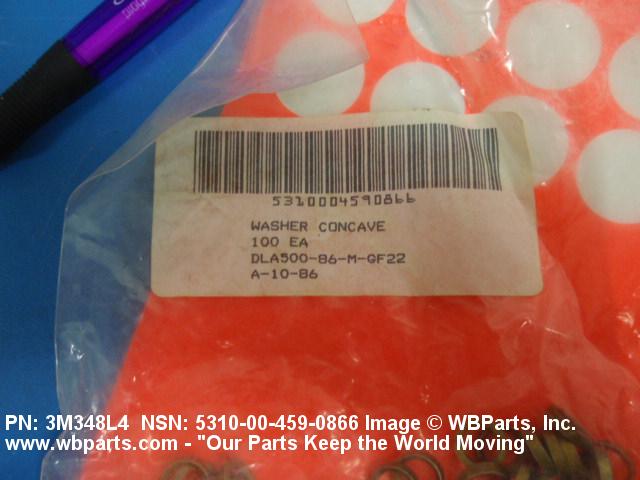 5310004590866
WASHER CONCAVE
100 EA
DLA500-86-M-GF22
A-10-86
PN: 3M348L4 NSN: 5310-00-459-0866 Image © WBParts, Inc.
www.wbparts.com - "Our Parts Keep the World Moving"